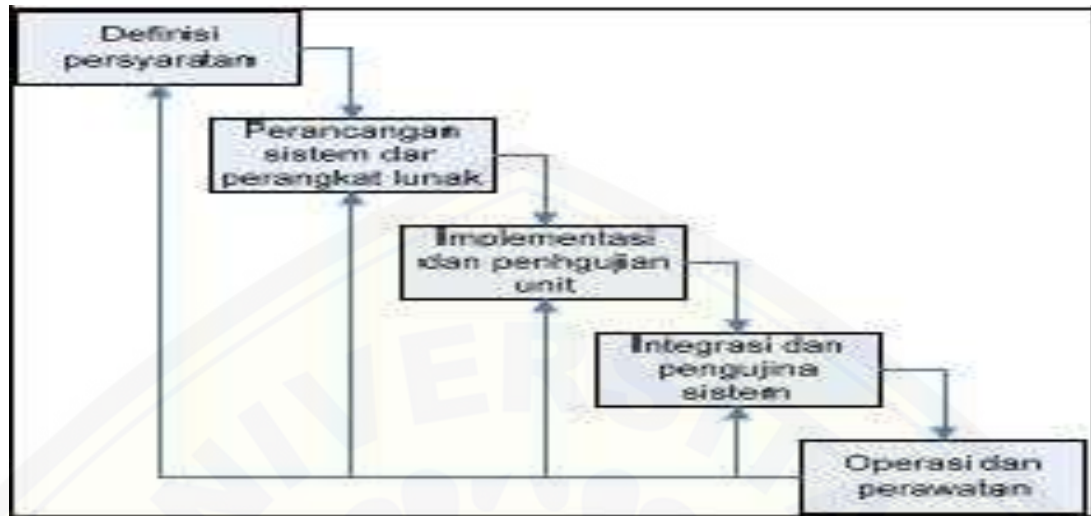 Definisi
persyaratan
Perancangan
sistem dar
perangkat lunak
Implementasi
dan penhgujian
unit
Integrasi dan
pengujina
sistem
Operasi dan
perawatan